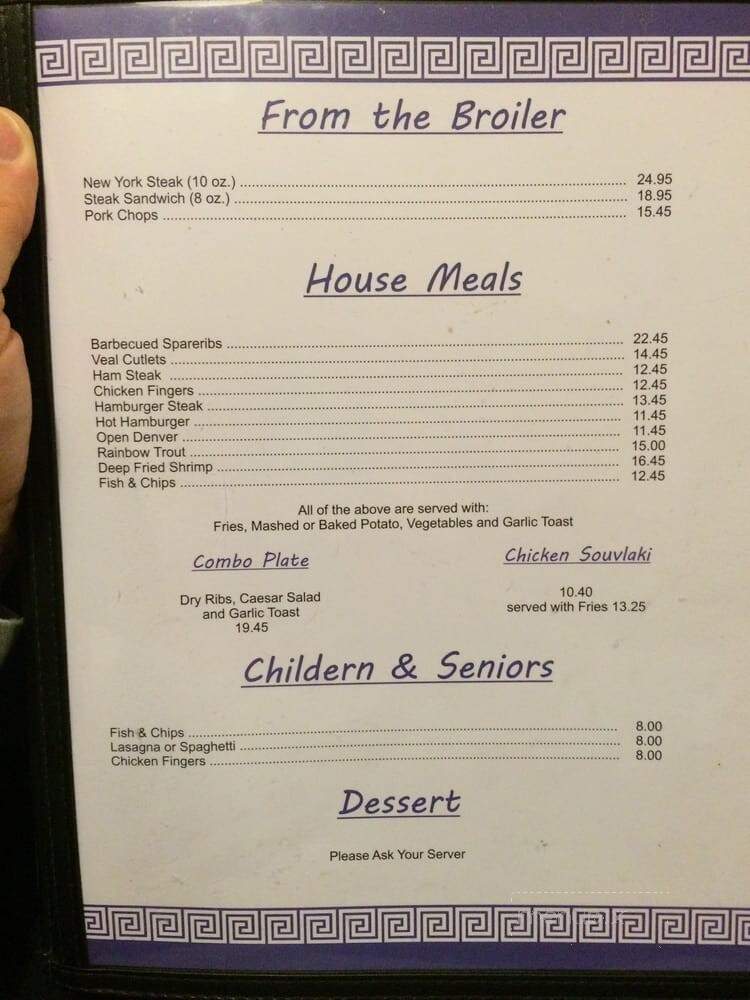 From the Broiler
New York Steak (10 oz.) 24.95
Steak Sandwich (8 oz.) 18.95
Pork Chops 15.45
House Meals
Barbecued Spareribs 22.45
Veal Cutlets 14.45
Ham Steak 12.45
Chicken Fingers 12.45
Hamburger Steak 13.45
Hot Hamburger 11.45
Open Denver 11.45
Rainbow Trout 15.00
Deep Fried Shrimp 16.45
Fish & Chips 12.45
All of the above are served with:
Fries, Mashed or Baked Potato, Vegetables and Garlic Toast
Combo Plate
Dry Ribs, Caesar Salad
and Garlic Toast
19.45
Chicken Souvlaki
10.40
served with Fries 13.25
Childern & Seniors
Fish & Chips 8.00
Lasagna or Spaghetti 8.00
Chicken Fingers 8.00
Dessert
Please Ask Your Server